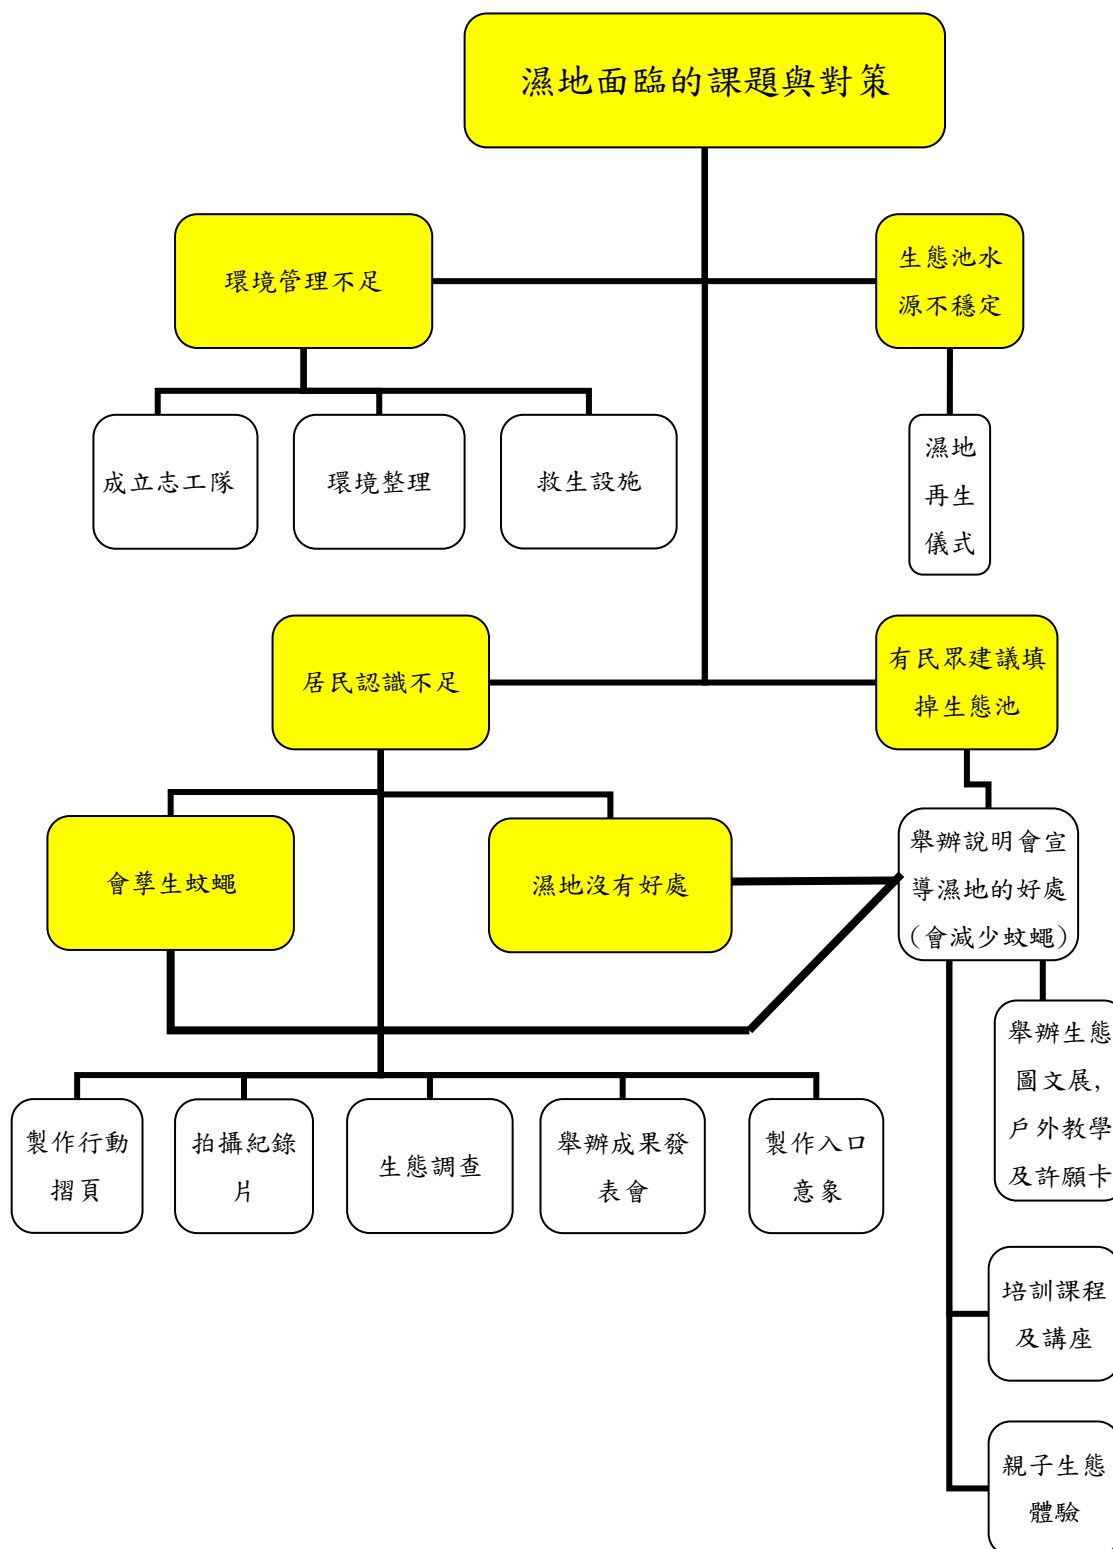 濕地面臨的課題與對策
環境管理不足
生態池水
源不穩定
成立志工隊
環境整理
救生設施
濕地
再生
儀式
居民認識不足
有民眾建議填
掉生態池
會孳生蚊蠅
濕地沒有好處
舉辦說明會宣
導濕地的好處
(會減少蚊蠅)
舉辦生態
圖文展,
戶外教學
及許願卡
製作行動
摺頁
拍攝紀錄
片
生態調查
舉辦成果發
表會
製作入口
意象
培訓課程
及講座
親子生態
體驗